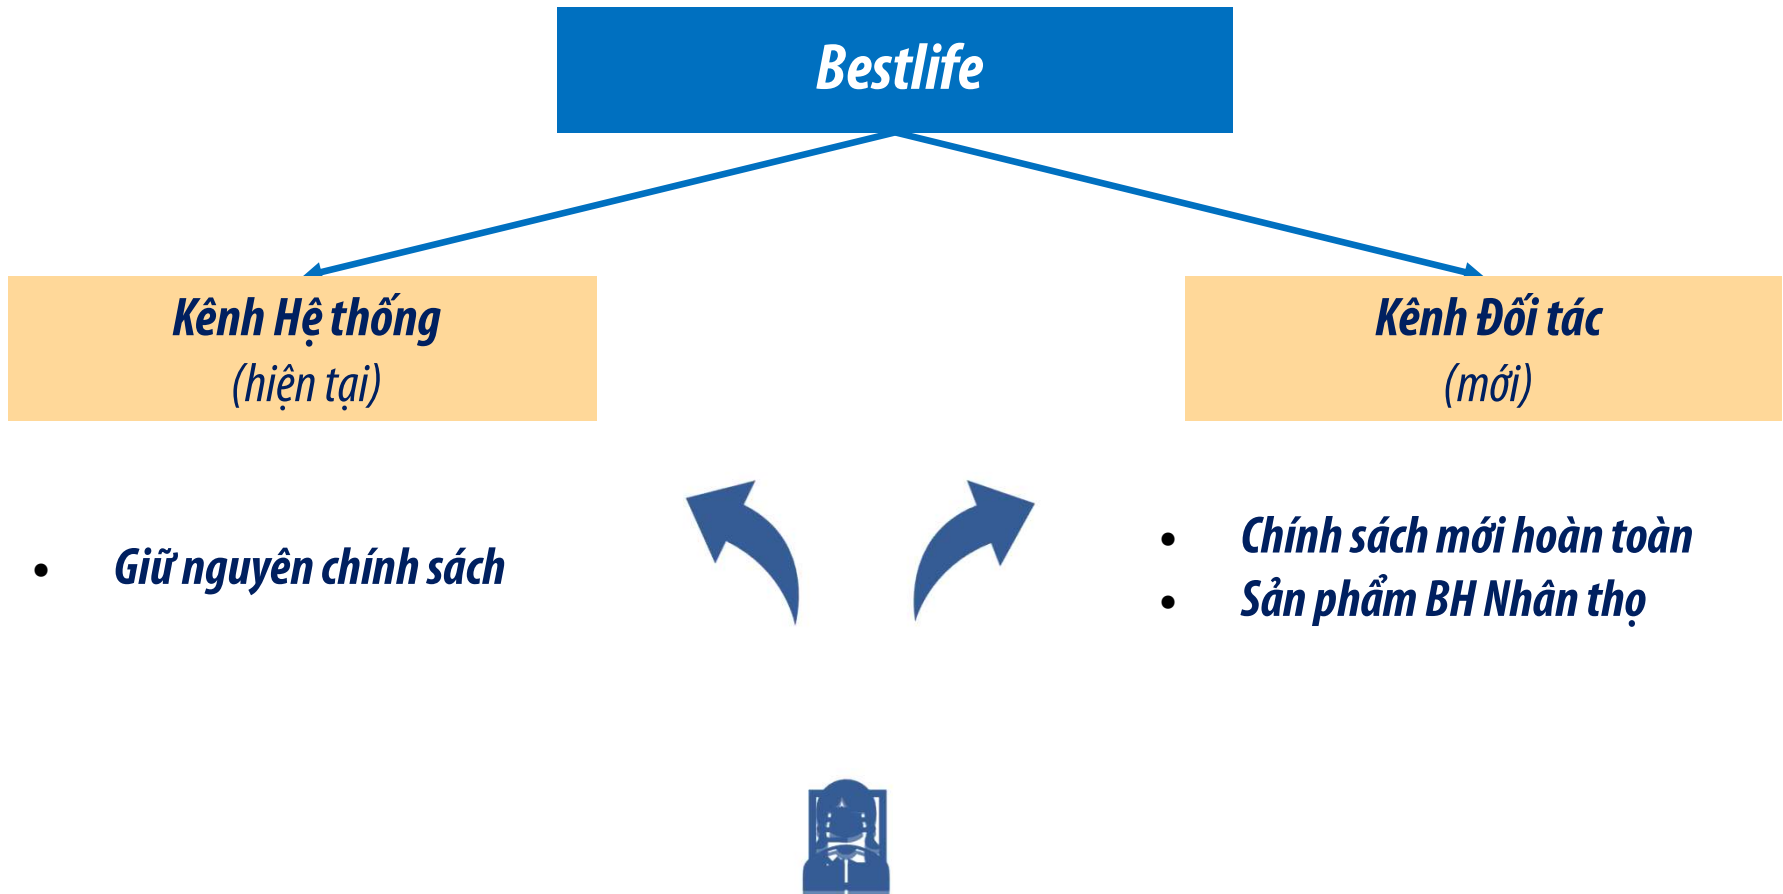 Bestlife
Kênh Hệ thống
(hiện tại)
Kênh Đối tác
(mới)
• Giữ nguyên chính sách
• Chính sách mới hoàn toàn
• Sản phẩm BH Nhân thọ